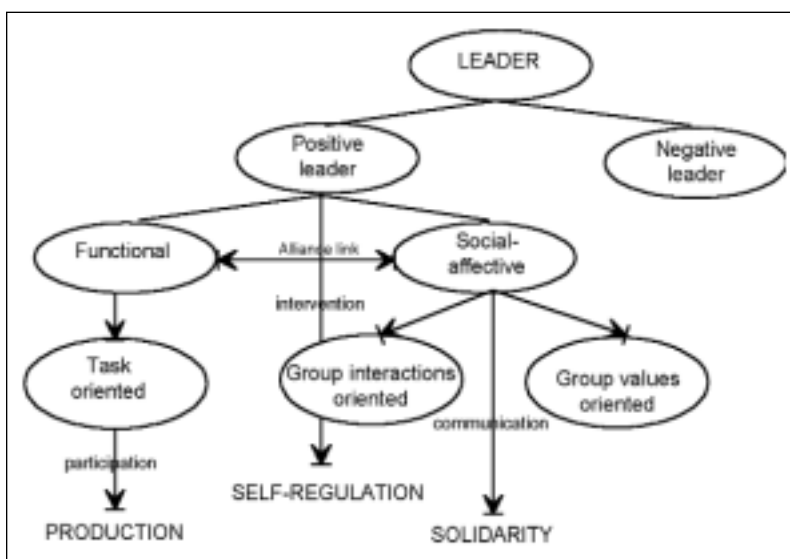 LEADER
Positive
leader
Negative
leader
Functional
Alliance link
Social-
affective
intervention
Task
oriented
Group interactions
oriented
Group values
oriented
communication
participation
SELF-REGULATION
PRODUCTION
SOLIDARITY